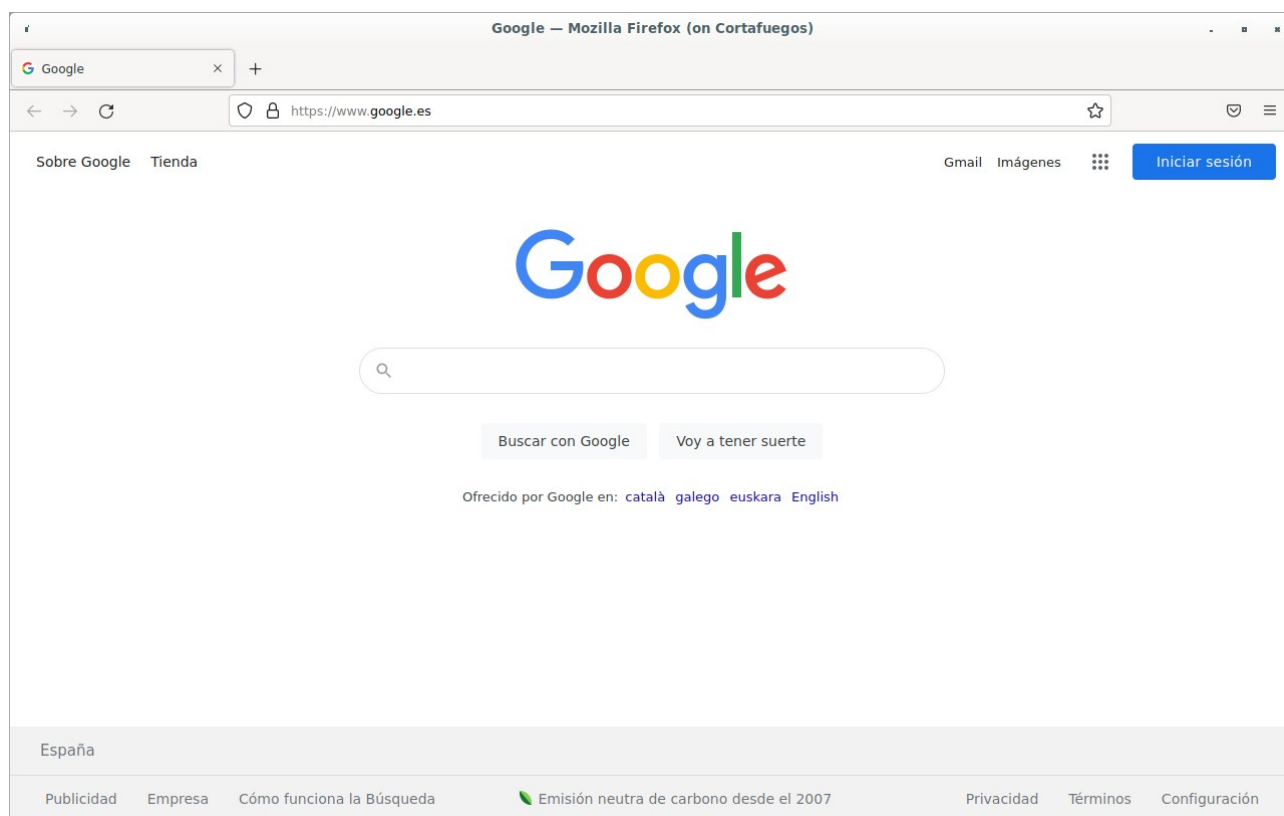 Google — Mozilla Firefox (on Cortafuegos)
Google
https://www.google.es
Sobre Google Tienda Gmail Imágenes Iniciar sesión
Google
Buscar con Google Voy a tener suerte
Ofrecido por Google en: català galego euskara English
España
Publicidad Empresa Cómo funciona la Búsqueda Emisión neutra de carbono desde el 2007 Privacidad Términos Configuración